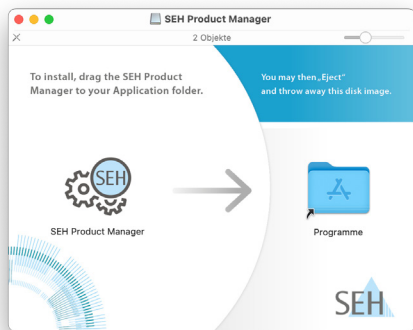 SEH Product Manager
2 Objekte
To install, drag the SEH Product
Manager to your Application folder.
You may then „Eject“
and throw away this disk image.
SEH
SEH Product Manager
Programme
SEH